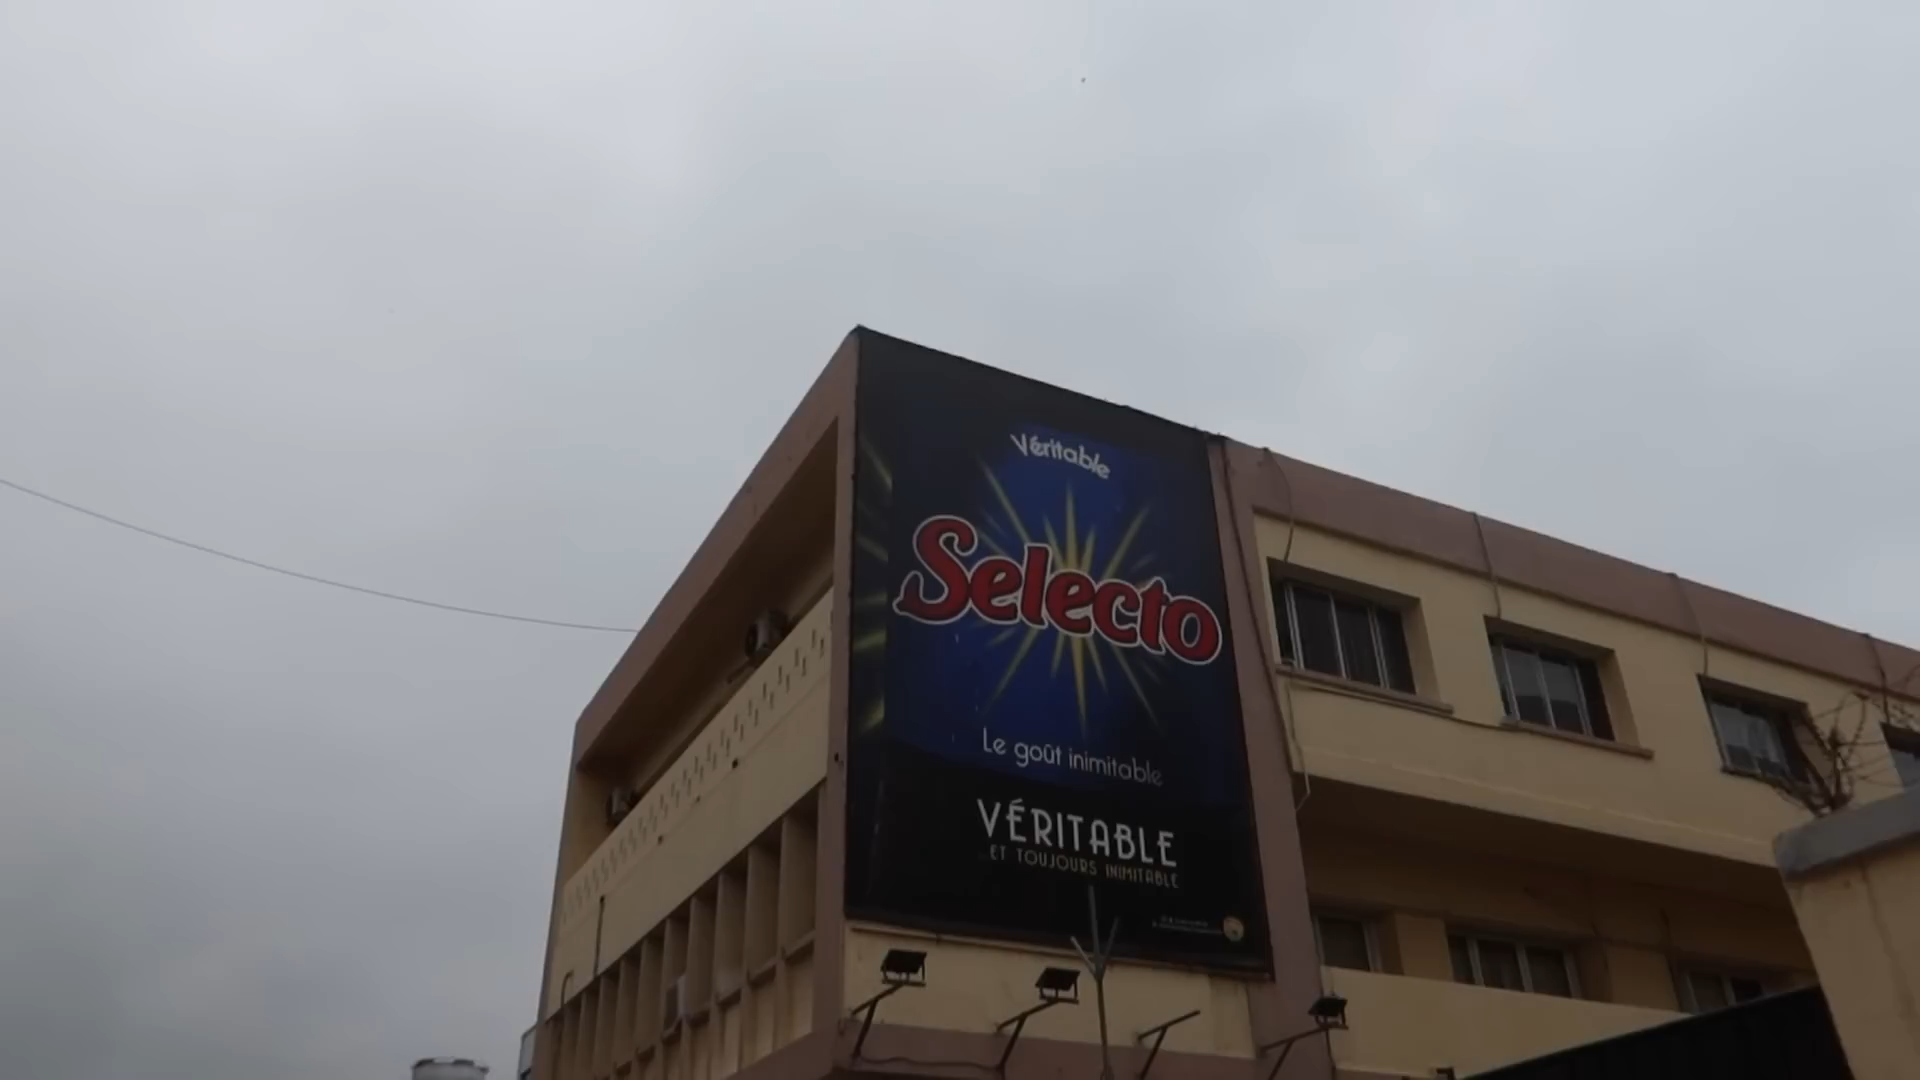 Véritable
Selecto
Le goût inimitable
VÉRITABLE
ET TOUJOURS INIMITABLE